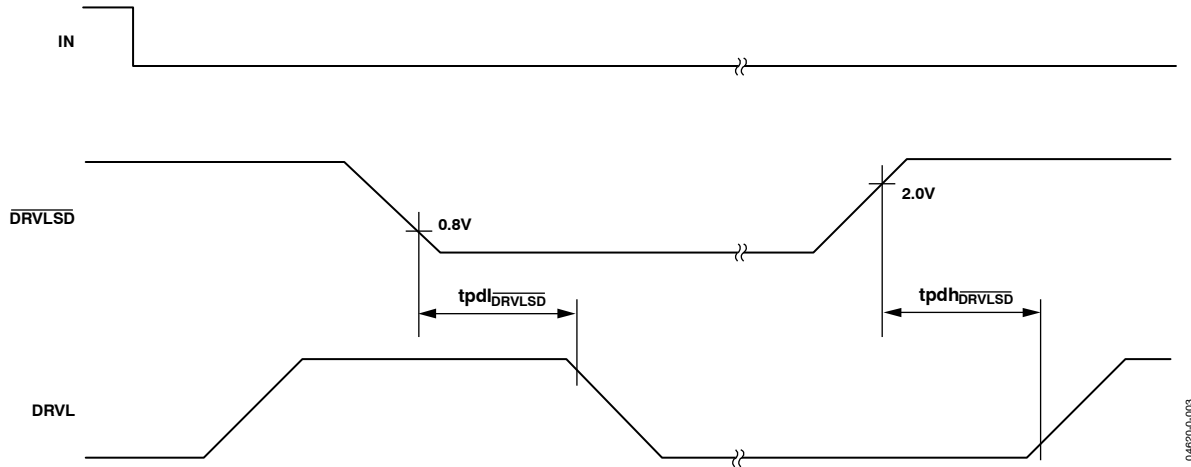 IN
DRVLSD
0.8V
2.0V
tpdlDRVLSD
tpdhDRVLSD
DRVL
04620-0-003